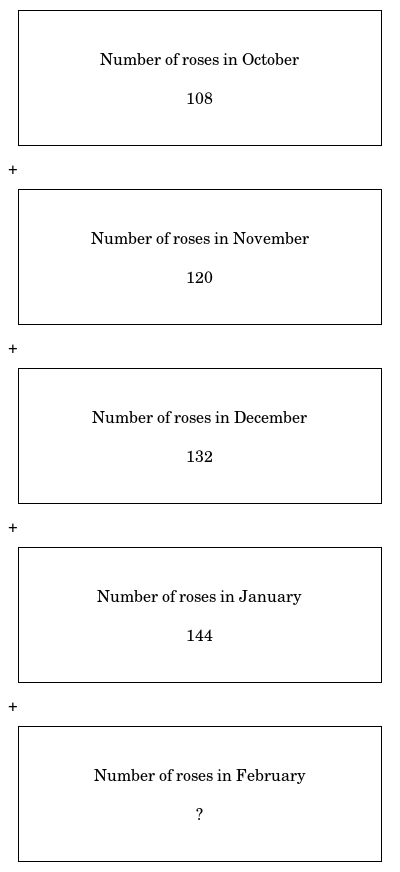 Number of roses in October
108
+
Number of roses in November
120
+
Number of roses in December
132
+
Number of roses in January
144
+
Number of roses in February
?